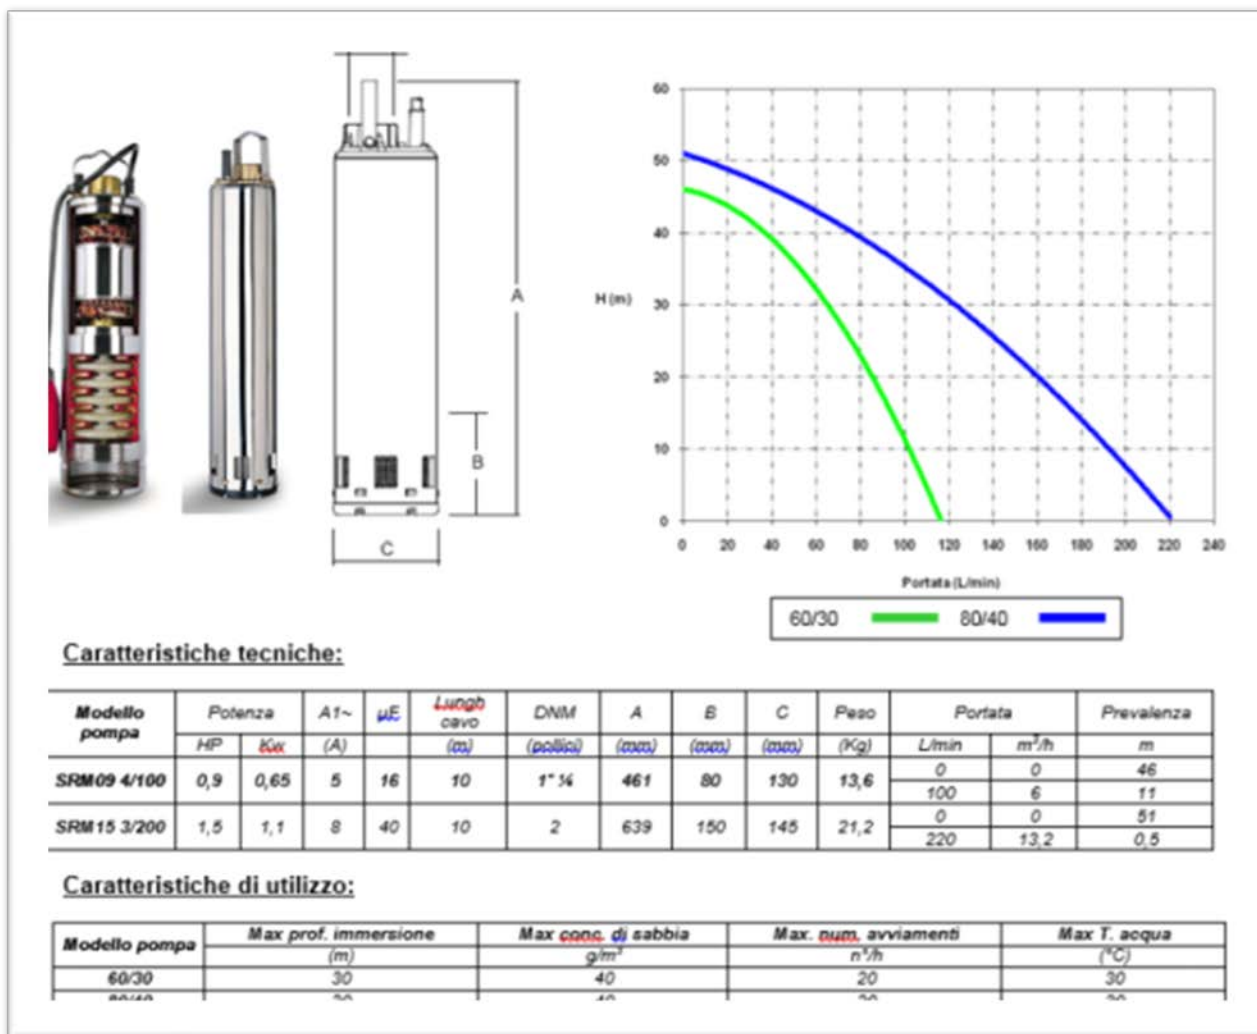 A
B
C
H (m)
60
50
40
30
20
10
0
0 20 40 60 80 100 120 140 160 180 200 220 240
Portata (L/min)
60/30 80/40
Caratteristiche tecniche:
Modello pompa Potenza A1~ µF Lungh cavo DNM A B C Peso Portata Prevalenza
HP Kw (A) (m) (pollici) (mm) (mm) (mm) (Kg) L/min m³/h m
SRM09 4/100 0,9 0,65 5 16 10 1" ¼ 461 80 130 13,6 0 0 46
100 6 11
SRM15 3/200 1,5 1,1 8 40 10 2 639 150 145 21,2 0 0 51
220 13,2 0,5
Caratteristiche di utilizzo:
Modello pompa Max prof. immersione Max conc. di sabbia Max. num. avviamenti Max T. acqua
(m) g/m³ n°/h (°C)
60/30 30 40 20 30